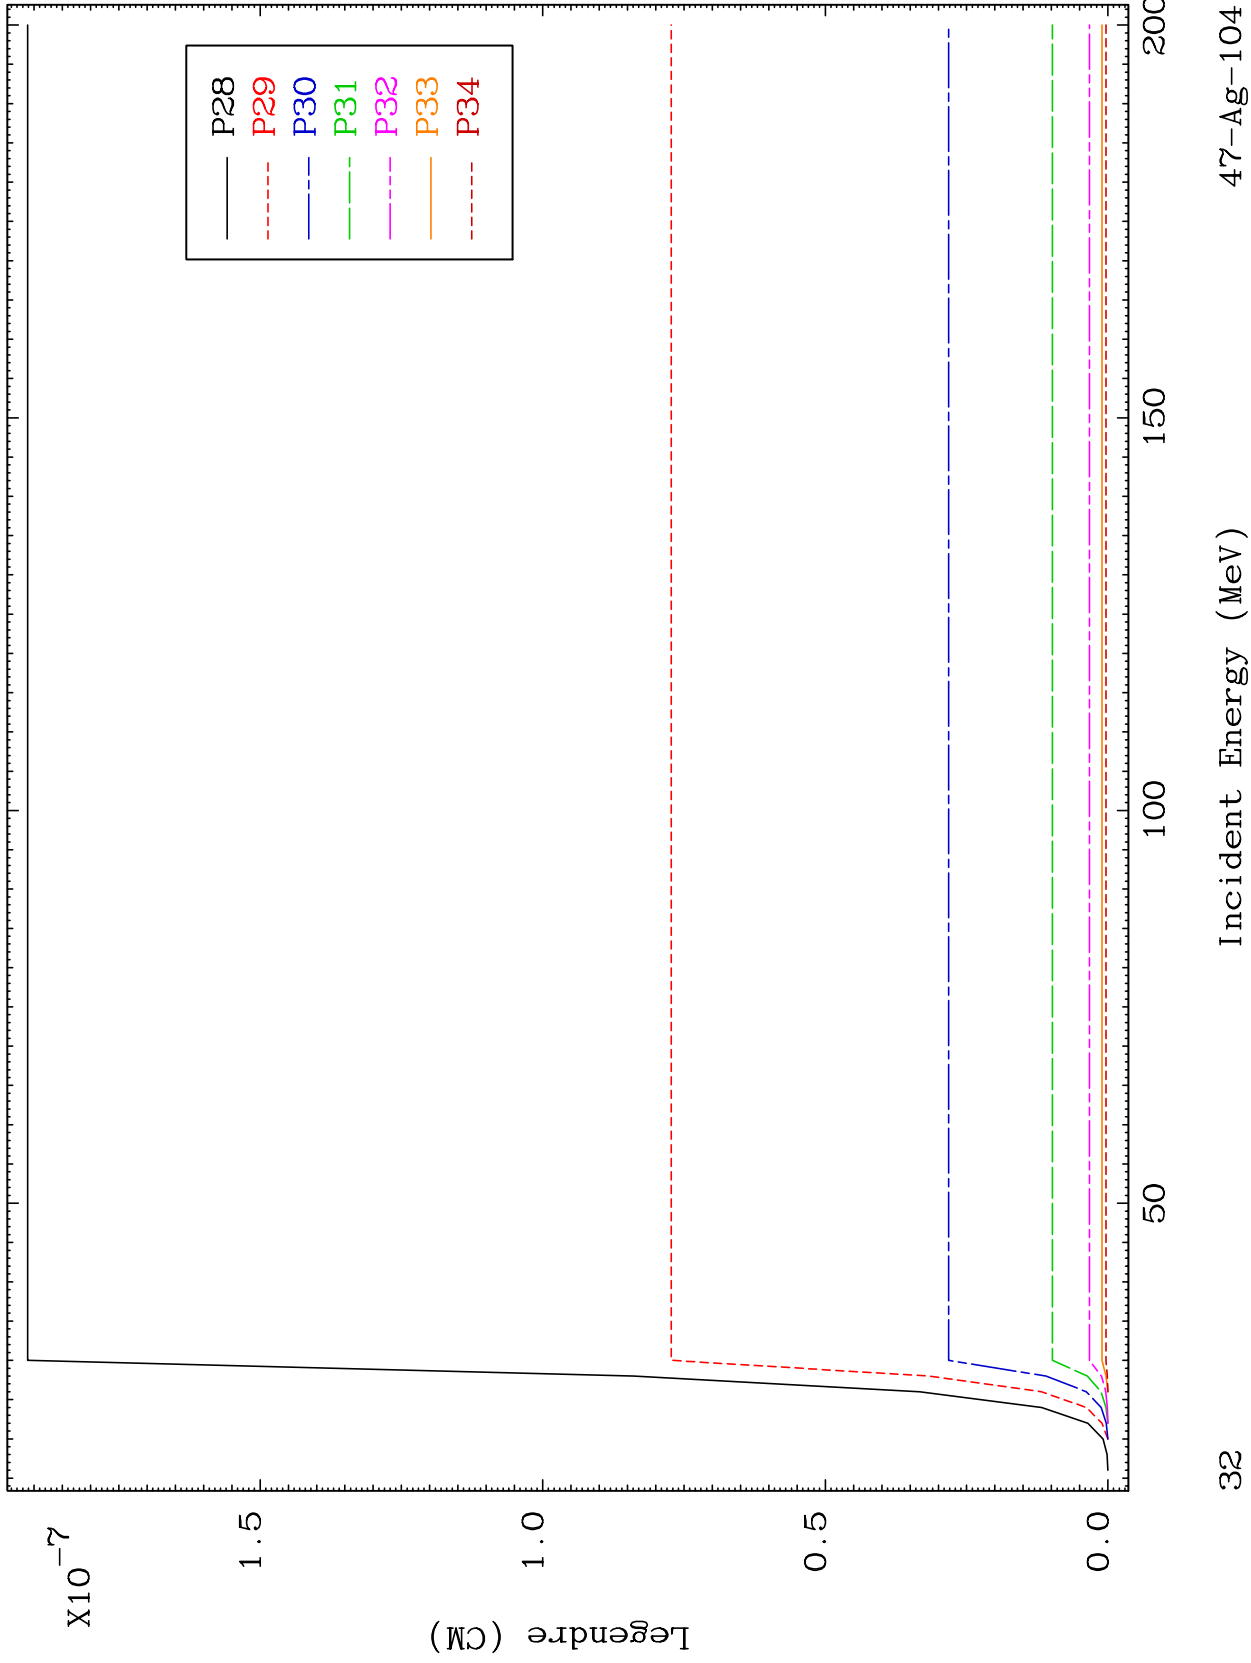 X10-7
1.5
1.0
0.5
0.0
Legendre (CM)
P28
P29
P30
P31
P32
P33
P34
50
100
150
200
Incident Energy (MeV)
32
47-Ag-104